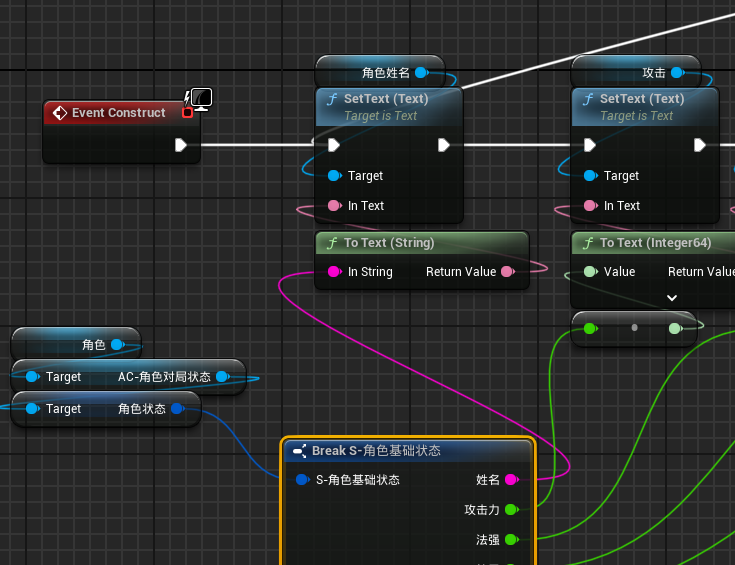 角色姓名
SetText (Text)
Target is Text
Target
In Text
攻击
SetText (Text)
Target is Text
Target
In Text
Event Construct
To Text (String)
In String
Return Value
To Text (Integer64)
Value
Return Value
角色
Target
AC-角色对局状态
Target
角色状态
Break S-角色基础状态
S-角色基础状态
姓名
攻击力
法强